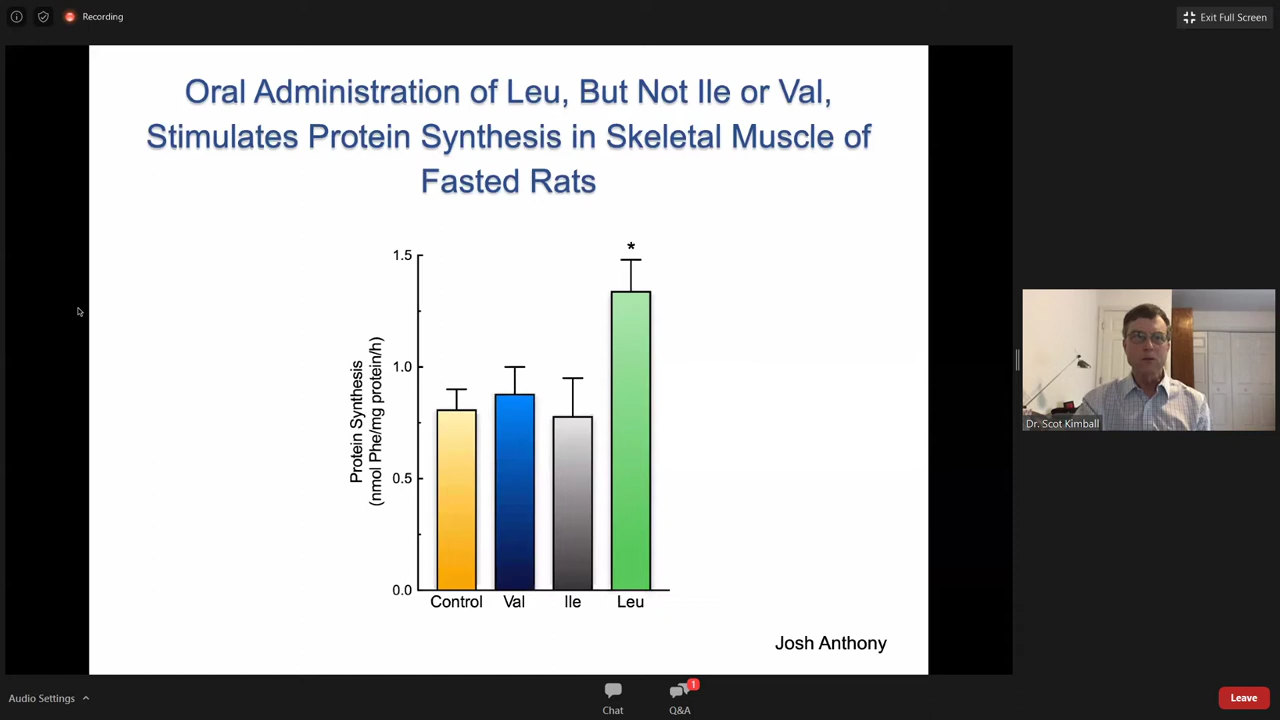 Recording
Exit Full Screen
Oral Administration of Leu, But Not Ile or Val,
Stimulates Protein Synthesis in Skeletal Muscle of
Fasted Rats
*
1.5
1.0
0.5
0.0
Protein Synthesis
(nmol Phe/mg protein/h)
Control Val Ile Leu
Josh Anthony
Dr. Scot Kimball
Audio Settings
Chat
1
Q&A
Leave